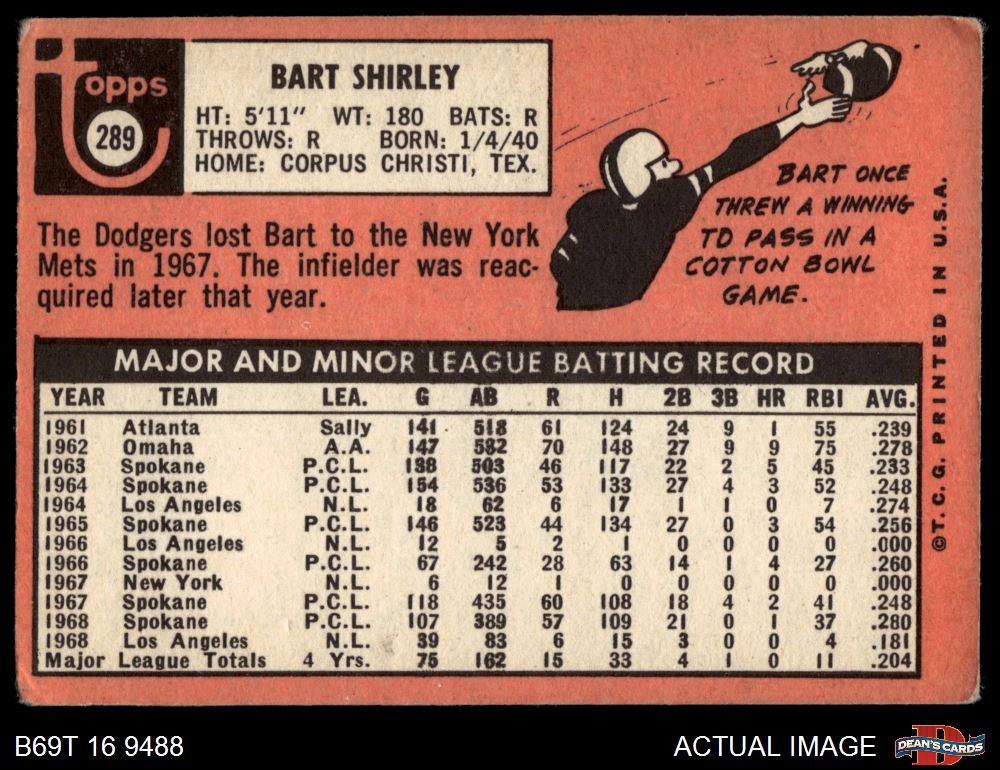 topps
289
BART SHIRLEY
HT: 5'11" WT: 180 BATS: R
THROWS: R BORN: 1/4/40
HOME: CORPUS CHRISTI, TEX.
The Dodgers lost Bart to the New York
Mets in 1967. The infielder was reac-
quired later that year.
BART ONCE
THREW A WINNING
TD PASS IN A
COTTON BOWL
GAME.
MAJOR AND MINOR LEAGUE BATTING RECORD
YEAR TEAM LEA. G AB R H 2B 3B HR RBI AVG.
1961 Atlanta Sally 141 518 61 124 24 9 1 55 .239
1962 Omaha A.A. 147 532 70 148 27 9 9 75 .278
1963 Spokane P.C.L. 138 503 46 117 22 2 5 45 .233
1964 Spokane P.C.L. 154 536 53 133 27 4 3 52 .248
1964 Los Angeles N.L. 18 62 6 17 1 1 0 7 .274
1965 Spokane P.C.L. 146 523 44 134 27 0 3 54 .256
1966 Los Angeles N.L. 12 5 2 1 0 0 0 0 .000
1966 Spokane P.C.L. 67 242 28 63 14 1 4 27 .260
1967 New York N.L. 6 12 1 0 0 0 0 0 .000
1967 Spokane P.C.L. 118 435 60 108 18 4 2 41 .248
1968 Spokane P.C.L. 107 389 57 109 21 0 1 37 .280
1968 Los Angeles N.L. 39 83 6 15 3 0 0 4 .181
Major League Totals 4 Yrs. 75 162 15 33 4 1 0 11 .204
©T.C.G. PRINTED IN U.S.A.
B69T 16 9488
ACTUAL IMAGE
D
DEAN'S CARDS